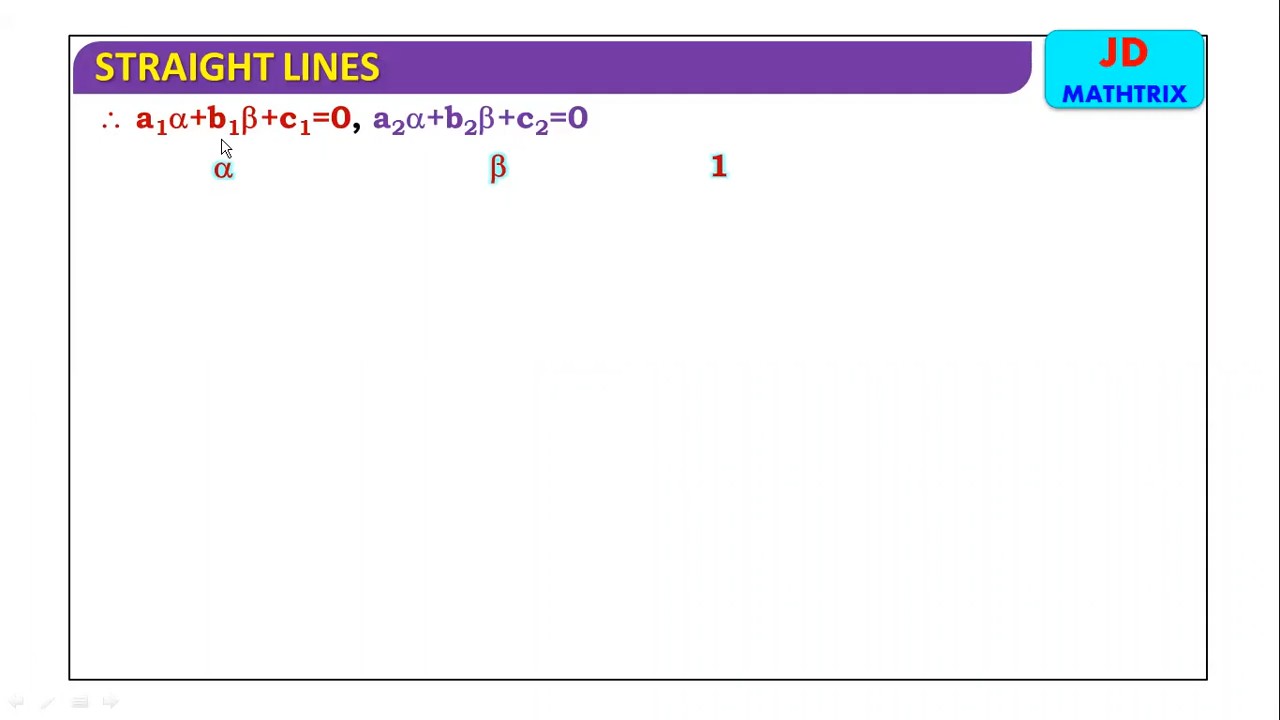 STRAIGHT LINES
JD
MATHTRIX
∴ a₁α+b₁β+c₁=0, a₂α+b₂β+c₂=0
α β 1